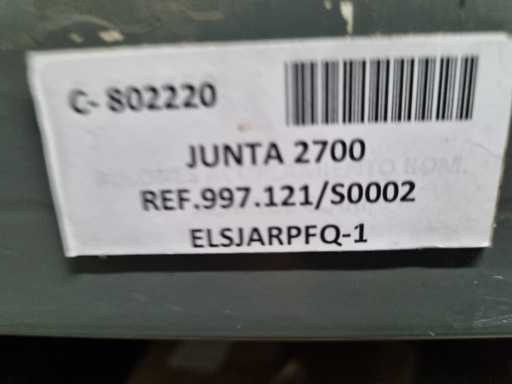 C- 802220
JUNTA 2700
REF.997.121/S0002
ELSJARPFQ-1